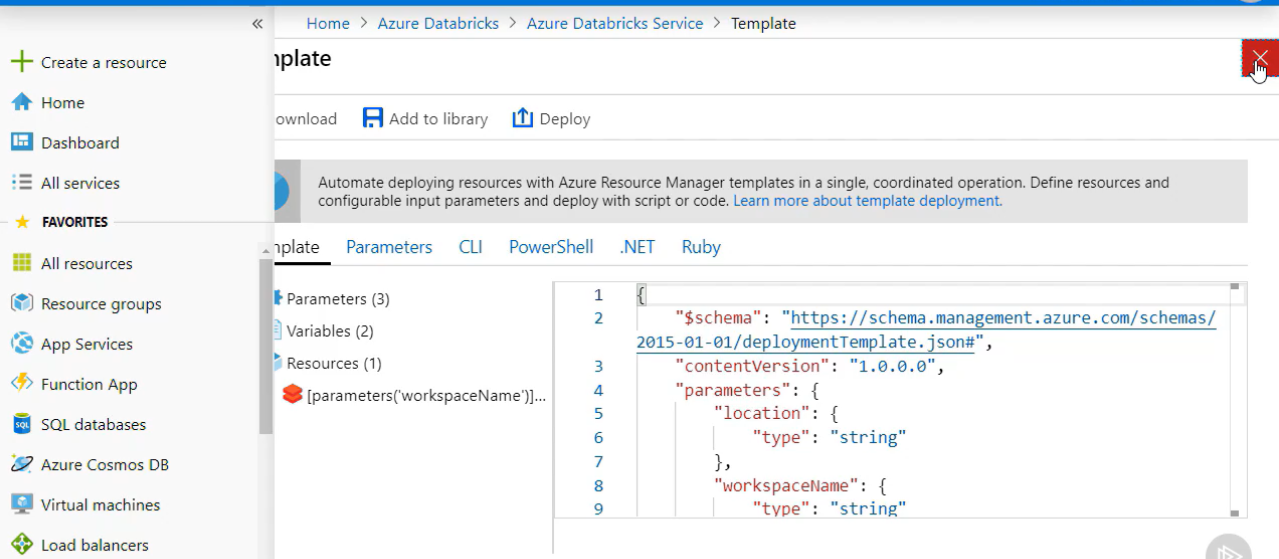 Home > Azure Databricks > Azure Databricks Service > Template
Create a resource
Home
Dashboard
All services
FAVORITES
All resources
Resource groups
App Services
Function App
SQL databases
Azure Cosmos DB
Virtual machines
Load balancers
mplate
ownload Add to library Deploy
Automate deploying resources with Azure Resource Manager templates in a single, coordinated operation. Define resources and
configurable input parameters and deploy with script or code. Learn more about template deployment.
mplate Parameters CLI PowerShell .NET Ruby
Parameters (3)
Variables (2)
Resources (1)
[parameters('workspaceName')]...
1 {
2 "$schema": "https://schema.management.azure.com/schemas/
2015-01-01/deploymentTemplate.json#",
3 "contentVersion": "1.0.0.0",
4 "parameters": {
5 "location": {
6 "type": "string"
7 },
8 "workspaceName": {
9 "type": "string"